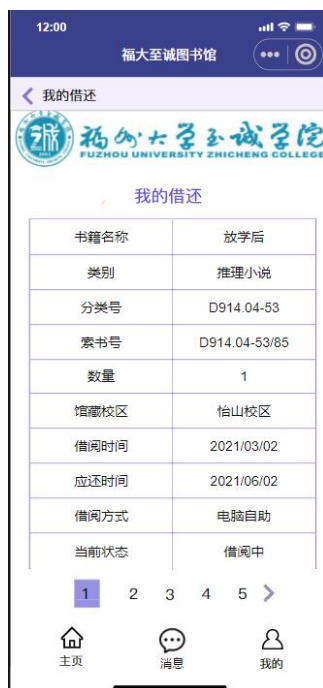 12:00
福大至诚图书馆
我的借还
福州大学至诚学院
FUZHOU UNIVERSITY ZHICHENG COLLEGE
我的借还
书籍名称 放学后
类别 推理小说
分类号 D914.04-53
索书号 D914.04-53/85
数量 1
馆藏校区 怡山校区
借阅时间 2021/03/02
应还时间 2021/06/02
借阅方式 电脑自助
当前状态 借阅中
1 2 3 4 5
主页 消息 我的